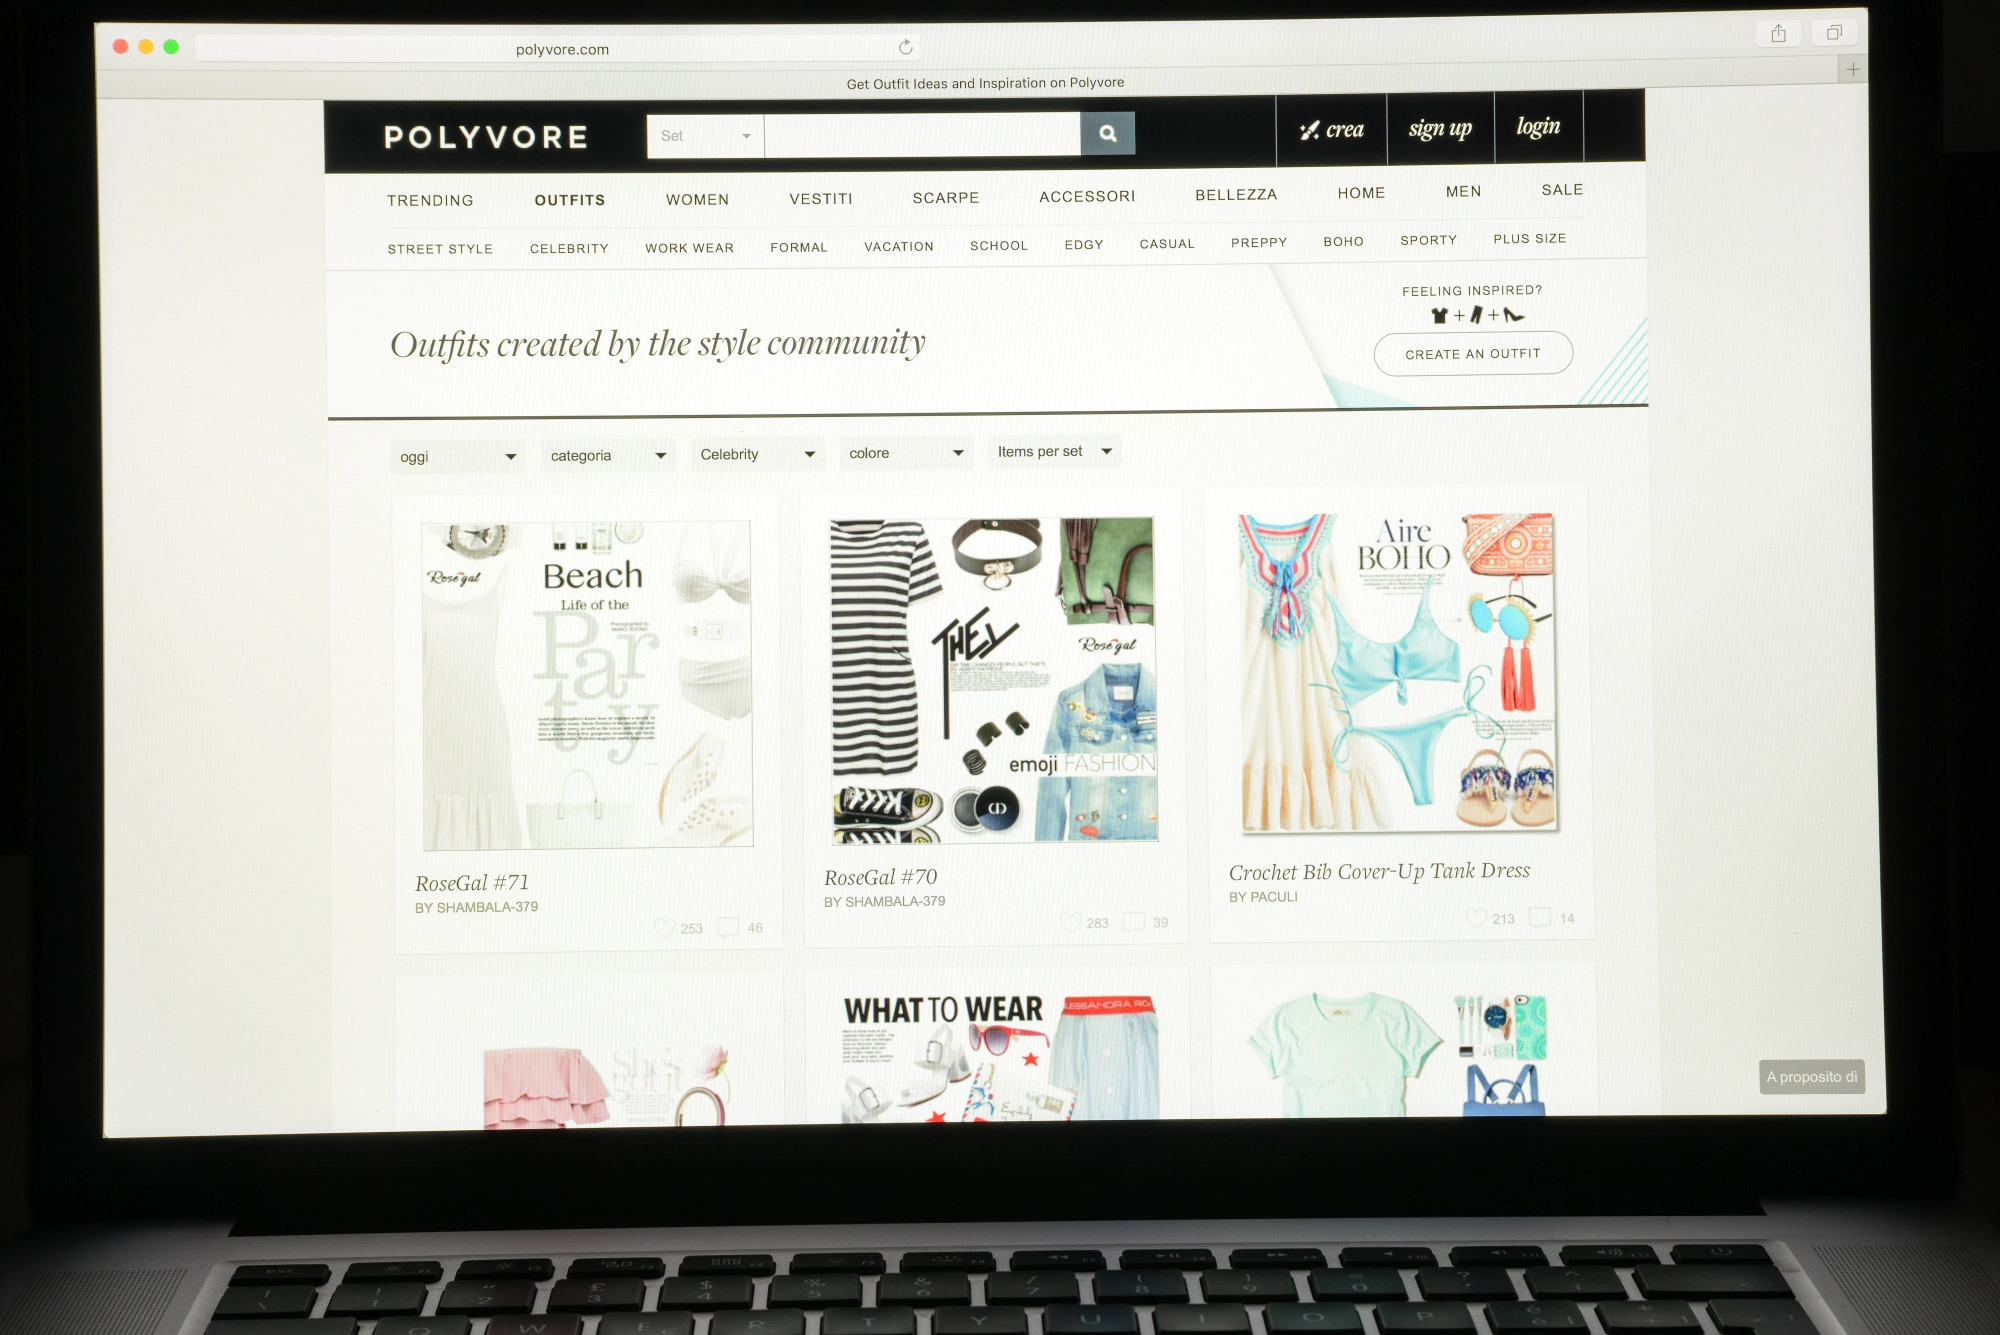 polyvore.com
Get Outfit Ideas and Inspiration on Polyvore
POLYVORE
Set
crea
sign up
login
TRENDING OUTFITS WOMEN VESTITI SCARPE ACCESSORI BELLEZZA HOME MEN SALE
STREET STYLE CELEBRITY WORK WEAR FORMAL VACATION SCHOOL EDGY CASUAL PREPPY BOHO SPORTY PLUS SIZE
FEELING INSPIRED?
Outfits created by the style community
CREATE AN OUTFIT
oggi categoria Celebrity colore Items per set
Rosegal
Beach
Life of the
Party
THEY
Rosegal
emoji FASHION
Aire
BOHO
RoseGal #71
BY SHAMBALA-379
253 46
RoseGal #70
BY SHAMBALA-379
283 39
Crochet Bib Cover-Up Tank Dress
BY PACULI
213 14
WHAT TO WEAR
A proposito di
esc
W E R T Y U I O P